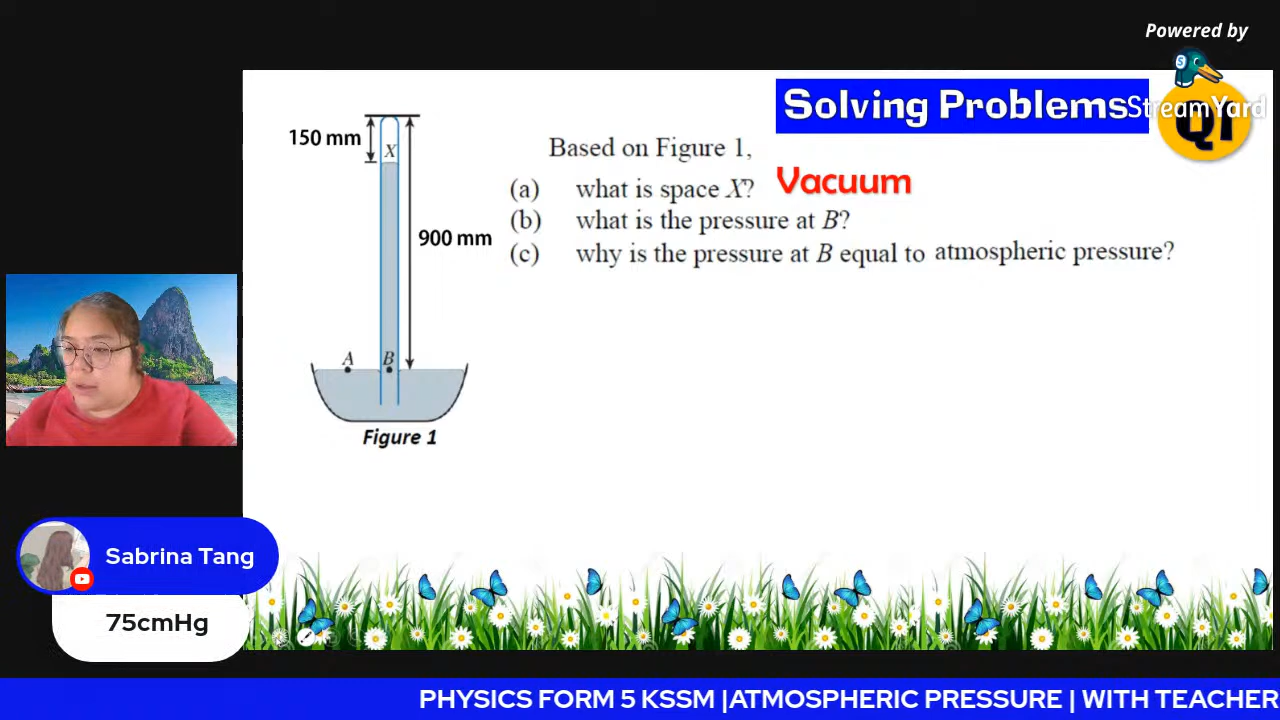 Powered by
StreamYard
Solving Problems
Q1
150 mm
X
900 mm
A
B
Figure 1
Based on Figure 1,
(a) what is space X? Vacuum
(b) what is the pressure at B?
(c) why is the pressure at B equal to atmospheric pressure?
Sabrina Tang
75cmHg
PHYSICS FORM 5 KSSM |ATMOSPHERIC PRESSURE | WITH TEACHER